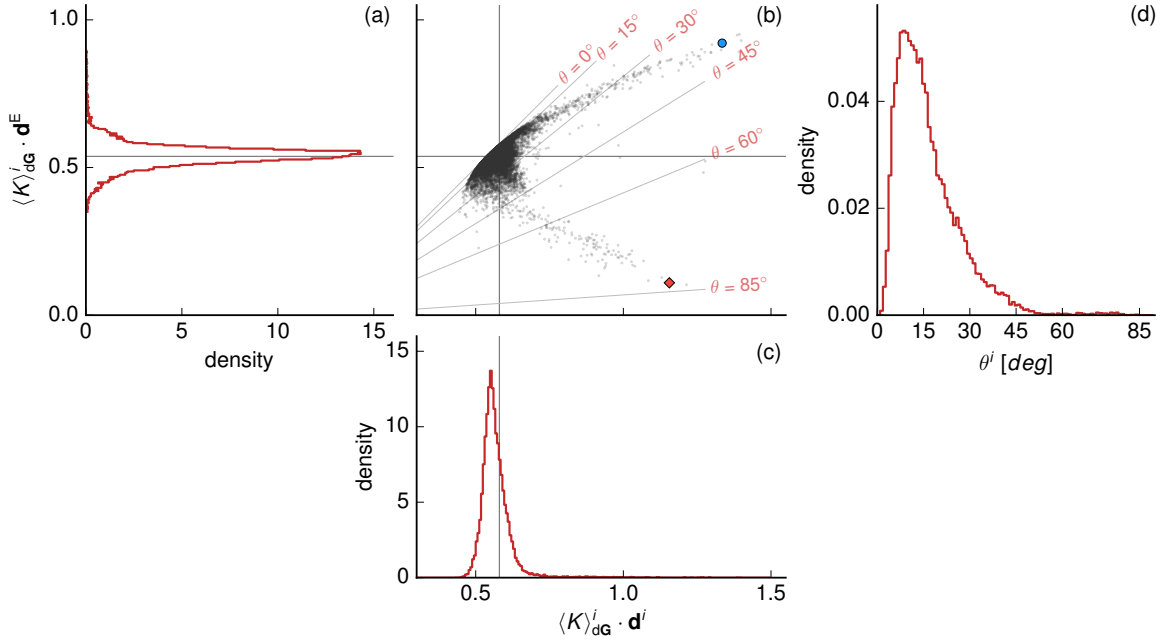 (a)
1.0
0.5
0.0
⟨K⟩ⁱ_dG · dᴱ
0
5
10
15
density
(b)
θ = 0°
θ = 15°
θ = 30°
θ = 45°
θ = 60°
θ = 85°
(d)
density
0.04
0.02
0.00
0
15
30
45
60
85
θⁱ [deg]
(c)
density
15
10
5
0
0.5
1.0
1.5
⟨K⟩ⁱ_dG · dⁱ